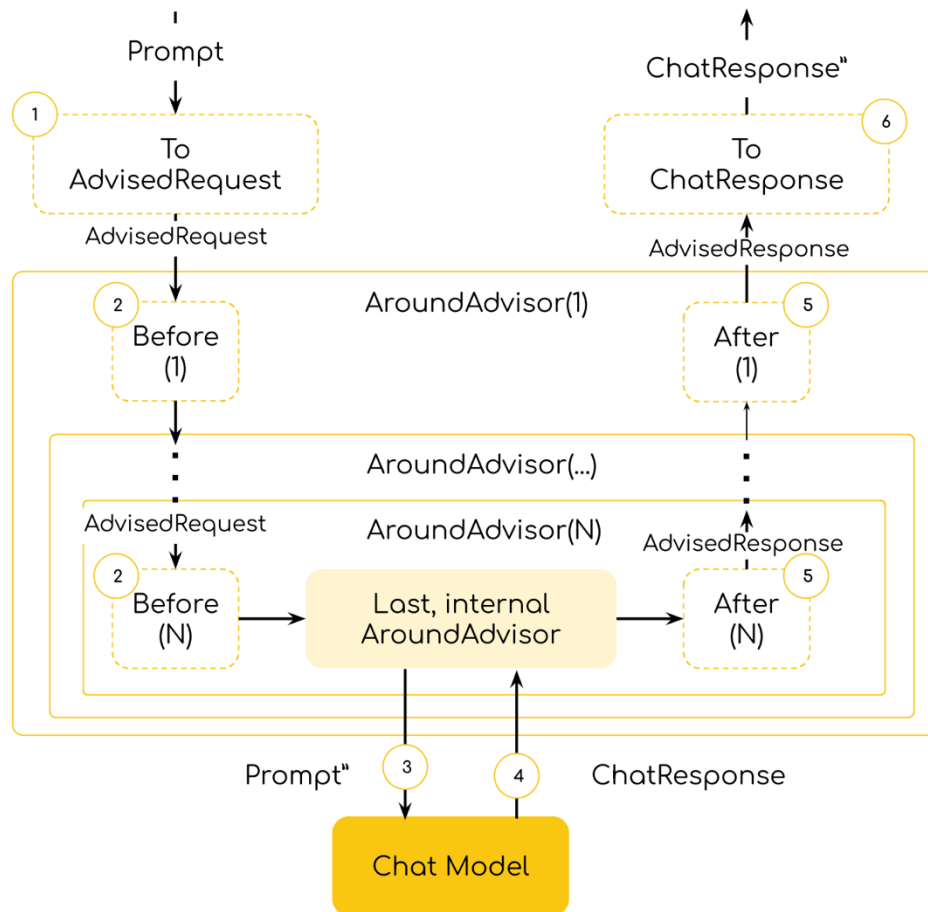 Prompt
ChatResponse”
1
To
AdvisedRequest
6
To
ChatResponse
AdvisedRequest
AdvisedResponse
2
Before
(1)
AroundAdvisor(1)
5
After
(1)
AroundAdvisor(...)
AdvisedRequest
AroundAdvisor(N)
AdvisedResponse
2
Before
(N)
Last, internal
AroundAdvisor
5
After
(N)
Prompt”
3
4
ChatResponse
Chat Model